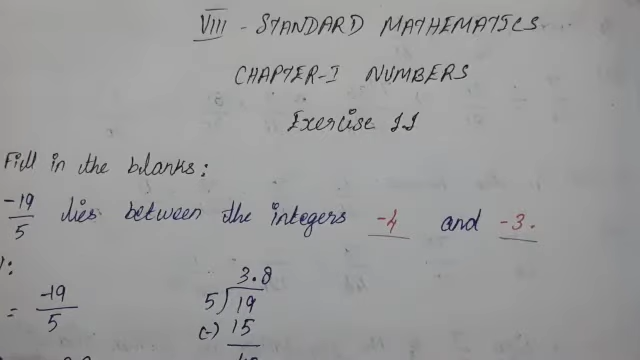 VIII - STANDARD MATHEMATICS
CHAPTER-I NUMBERS
Exercise 1.1
Fill in the blanks:
-19/5 lies between the integers -4 and -3.
= -19/5
3.8
5)19
(-) 15